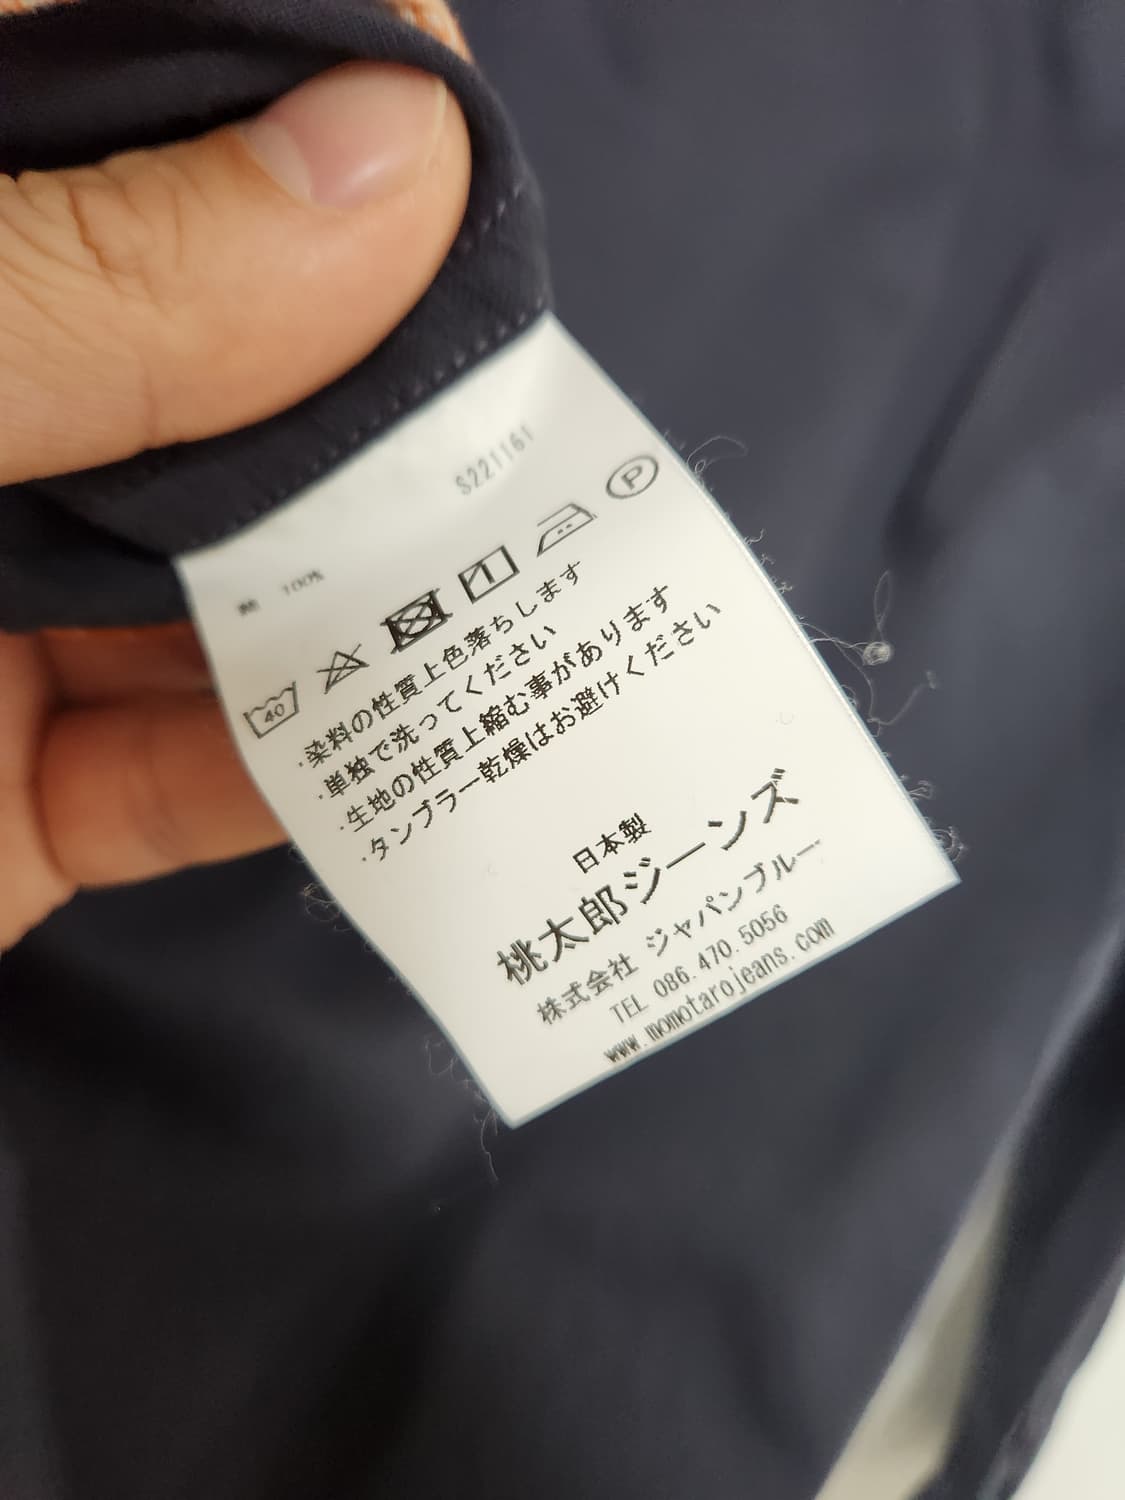 S221161
綿 100%
40
P
・染料の性質上色落ちします
・単独で洗ってください
・生地の性質上縮む事があります
・タンブラー乾燥はお避けください
日本製
桃太郎ジーンズ
株式会社 ジャパンブルー
TEL 086.470.5056
www.momotarojeans.com